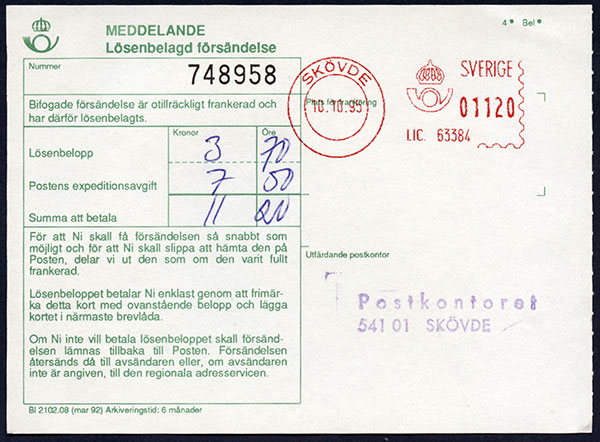 4* Bel*
MEDDELANDE
Lösenbelagd försändelse
Nummer
748958
Bifogade försändelse är otillräckligt frankerad och
har därför lösenbelagts.
Kronor Öre
Lösenbelopp 3 70
Postens expeditionsavgift 7 50
Summa att betala 11 20
För att Ni skall få försändelsen så snabbt som
möjligt och för att Ni skall slippa att hämta den på
Posten, delar vi ut den som om den varit fullt
frankerad.
Lösenbeloppet betalar Ni enklast genom att frimär-
ka detta kort med ovanstående belopp och lägga
kortet i närmaste brevlåda.
Om Ni inte vill betala lösenbeloppet skall försänd-
elsen lämnas tillbaka till Posten. Försändelsen
återsänds då till avsändaren eller, om avsändaren
inte är angiven, till den regionala adresservicen.
Bl 2102.08 (mar 92) Arkiveringstid: 6 månader
SKÖVDE
Plats för frankering
SVERIGE
01120
LIC. 63384
Utfärdande postkontor
Postkontoret
541 01 SKÖVDE